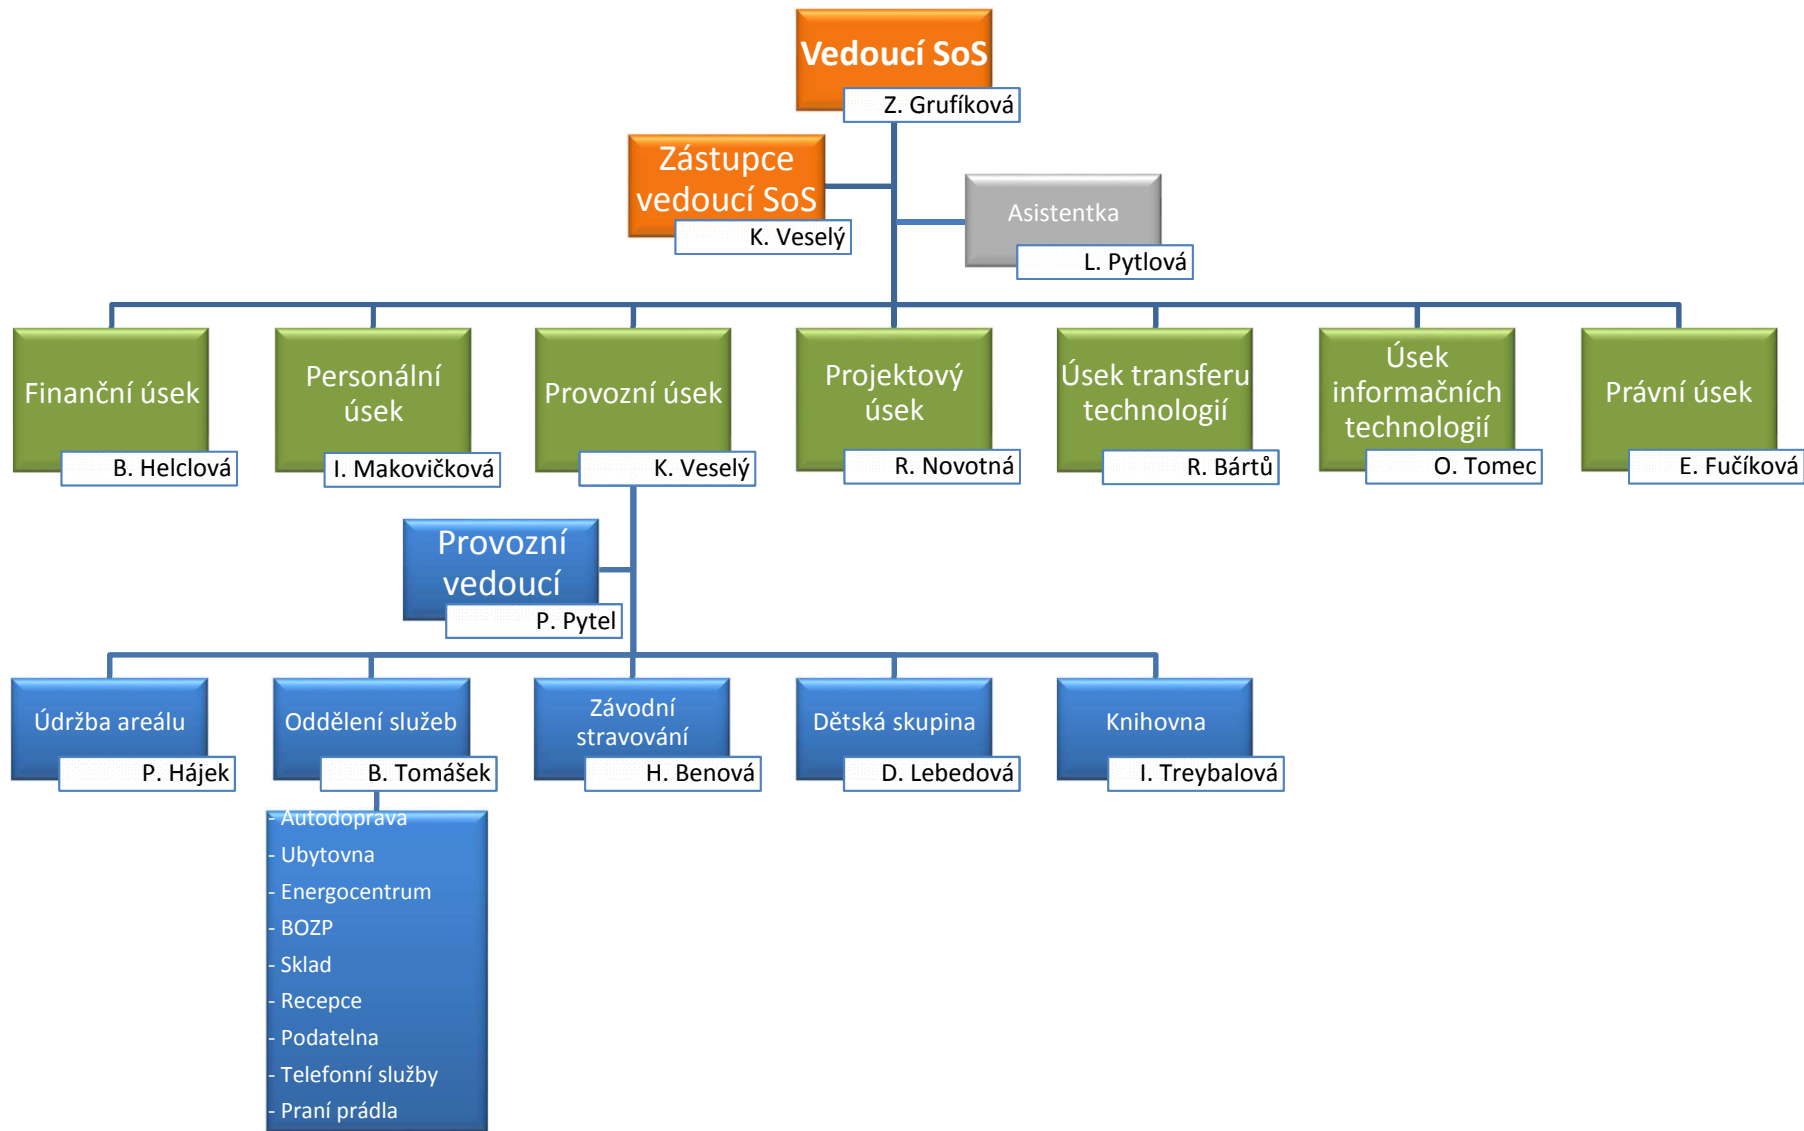 Vedoucí SoS
Z. Grufíková
Zástupce
vedoucí SoS
K. Veselý
Asistentka
L. Pytlová
Finanční úsek
B. Helclová
Personální
úsek
I. Makovičková
Provozní úsek
K. Veselý
Projektový
úsek
R. Novotná
Úsek transferu
technologií
R. Bártů
Úsek
informačních
technologií
O. Tomec
Právní úsek
E. Fučíková
Provozní
vedoucí
P. Pytel
Údržba areálu
P. Hájek
Oddělení služeb
B. Tomášek
Závodní
stravování
H. Benová
Dětská skupina
D. Lebedová
Knihovna
I. Treybalová
- Autodoprava
- Ubytovna
- Energocentrum
- BOZP
- Sklad
- Recepce
- Podatelna
- Telefonní služby
- Praní prádla